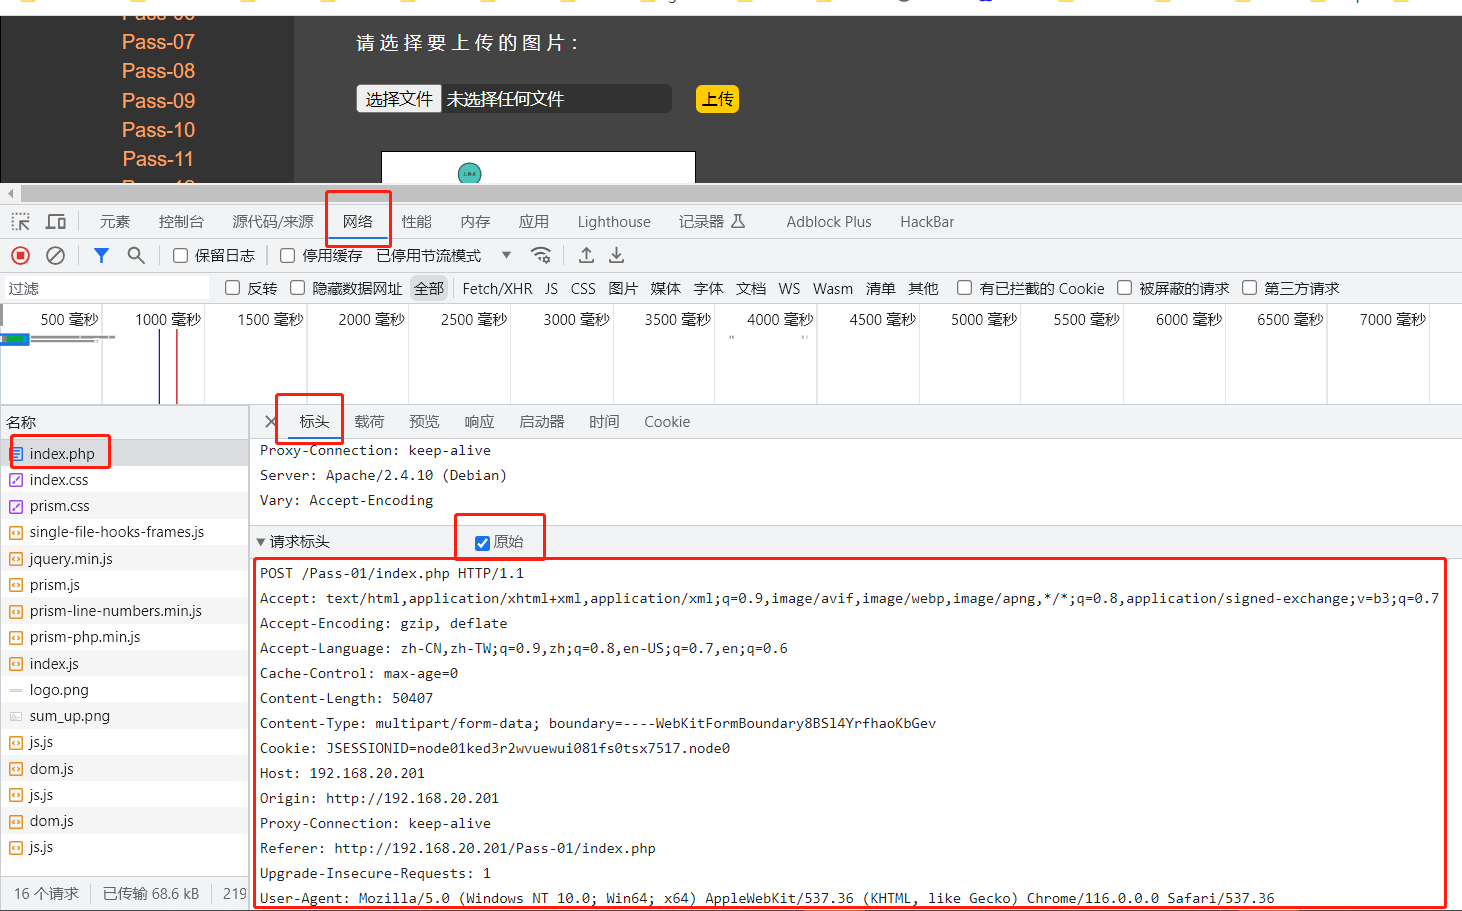 Pass-07
Pass-08
Pass-09
Pass-10
Pass-11
请选择要上传的图片：
选择文件 未选择任何文件 上传
元素 控制台 源代码/来源 网络 性能 内存 应用 Lighthouse 记录器 Adblock Plus HackBar
保留日志 停用缓存 已停用节流模式
过滤 反转 隐藏数据网址 全部 Fetch/XHR JS CSS 图片 媒体 字体 文档 WS Wasm 清单 其他 有已拦截的 Cookie 被屏蔽的请求 第三方请求
500 毫秒 1000 毫秒 1500 毫秒 2000 毫秒 2500 毫秒 3000 毫秒 3500 毫秒 4000 毫秒 4500 毫秒 5000 毫秒 5500 毫秒 6000 毫秒 6500 毫秒 7000 毫秒
名称
index.php
index.css
prism.css
single-file-hooks-frames.js
jquery.min.js
prism.js
prism-line-numbers.min.js
prism-php.min.js
index.js
logo.png
sum_up.png
js.js
dom.js
js.js
dom.js
js.js
16 个请求 已传输 68.6 kB 219
标头 载荷 预览 响应 启动器 时间 Cookie
Proxy-Connection: keep-alive
Server: Apache/2.4.10 (Debian)
Vary: Accept-Encoding
请求标头 原始
POST /Pass-01/index.php HTTP/1.1
Accept: text/html,application/xhtml+xml,application/xml;q=0.9,image/avif,image/webp,image/apng,*/*;q=0.8,application/signed-exchange;v=b3;q=0.7
Accept-Encoding: gzip, deflate
Accept-Language: zh-CN,zh-TW;q=0.9,zh;q=0.8,en-US;q=0.7,en;q=0.6
Cache-Control: max-age=0
Content-Length: 50407
Content-Type: multipart/form-data; boundary=----WebKitFormBoundary8BSl4YrfhaoKbGev
Cookie: JSESSIONID=node01ked3r2wvuewui081fs0tsx7517.node0
Host: 192.168.20.201
Origin: http://192.168.20.201
Proxy-Connection: keep-alive
Referer: http://192.168.20.201/Pass-01/index.php
Upgrade-Insecure-Requests: 1
User-Agent: Mozilla/5.0 (Windows NT 10.0; Win64; x64) AppleWebKit/537.36 (KHTML, like Gecko) Chrome/116.0.0.0 Safari/537.36